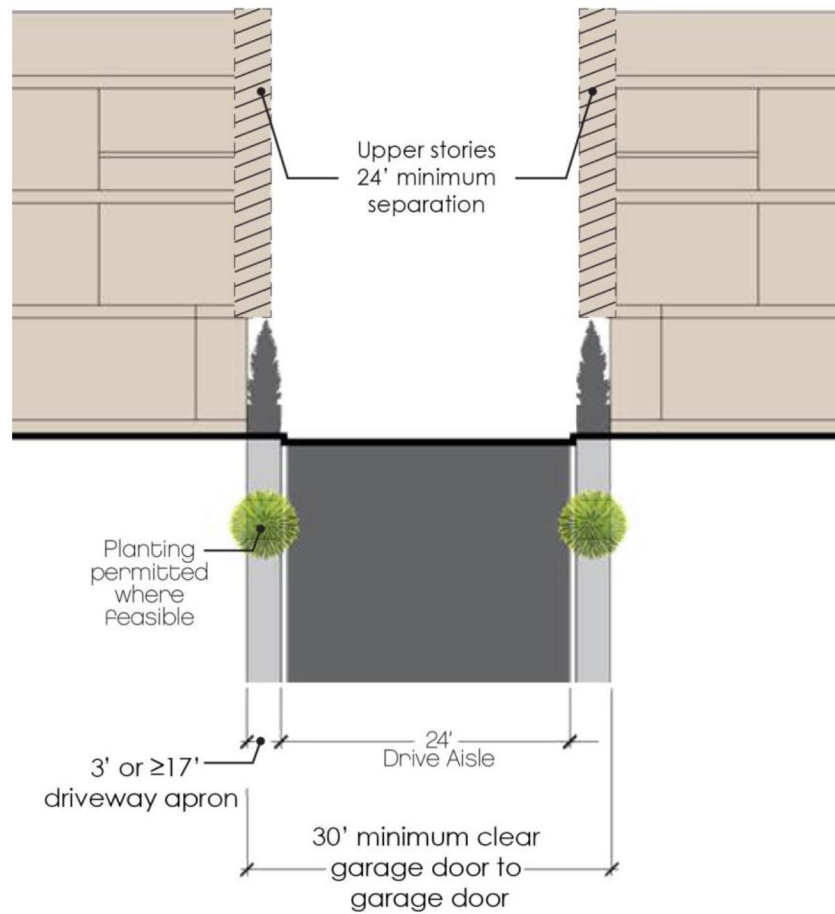 Upper stories
24' minimum
separation
Planting
permitted
where
feasible
24'
Drive Aisle
3' or ≥17'
driveway apron
30' minimum clear
garage door to
garage door